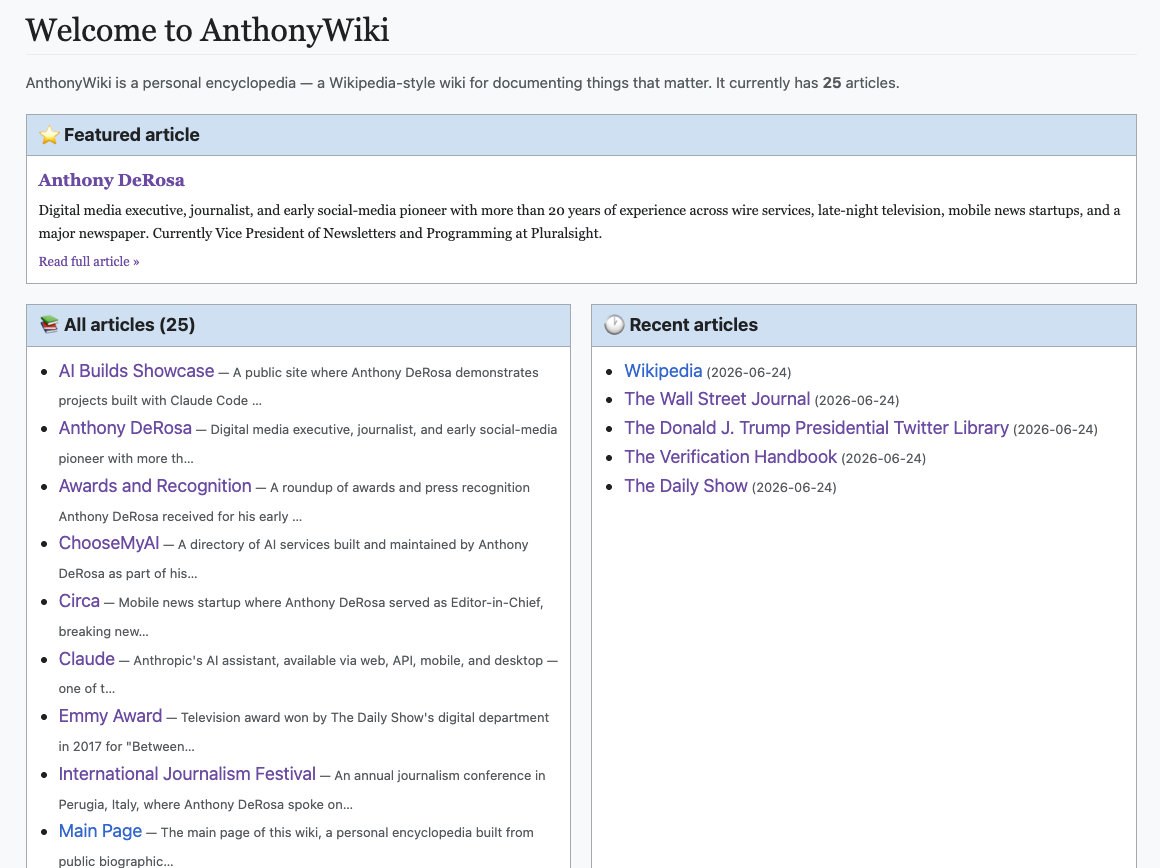 Welcome to AnthonyWiki
AnthonyWiki is a personal encyclopedia — a Wikipedia-style wiki for documenting things that matter. It currently has 25 articles.
⭐ Featured article
Anthony DeRosa
Digital media executive, journalist, and early social-media pioneer with more than 20 years of experience across wire services, late-night television, mobile news startups, and a
major newspaper. Currently Vice President of Newsletters and Programming at Pluralsight.
Read full article »
📚 All articles (25)
AI Builds Showcase — A public site where Anthony DeRosa demonstrates
projects built with Claude Code ...
Anthony DeRosa — Digital media executive, journalist, and early social-media
pioneer with more th...
Awards and Recognition — A roundup of awards and press recognition
Anthony DeRosa received for his early ...
ChooseMyAI — A directory of AI services built and maintained by Anthony
DeRosa as part of his...
Circa — Mobile news startup where Anthony DeRosa served as Editor-in-Chief,
breaking new...
Claude — Anthropic's AI assistant, available via web, API, mobile, and desktop —
one of t...
Emmy Award — Television award won by The Daily Show's digital department
in 2017 for "Between...
International Journalism Festival — An annual journalism conference in
Perugia, Italy, where Anthony DeRosa spoke on...
Main Page — The main page of this wiki, a personal encyclopedia built from
public biographic...
🕐 Recent articles
Wikipedia (2026-06-24)
The Wall Street Journal (2026-06-24)
The Donald J. Trump Presidential Twitter Library (2026-06-24)
The Verification Handbook (2026-06-24)
The Daily Show (2026-06-24)